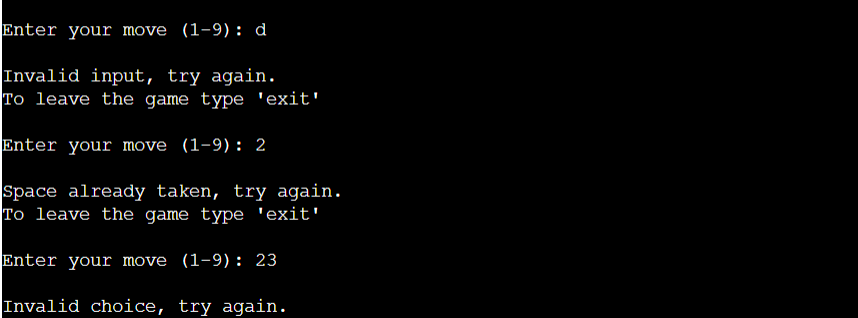 Enter your move (1-9): d
Invalid input, try again.
To leave the game type 'exit'
Enter your move (1-9): 2
Space already taken, try again.
To leave the game type 'exit'
Enter your move (1-9): 23
Invalid choice, try again.